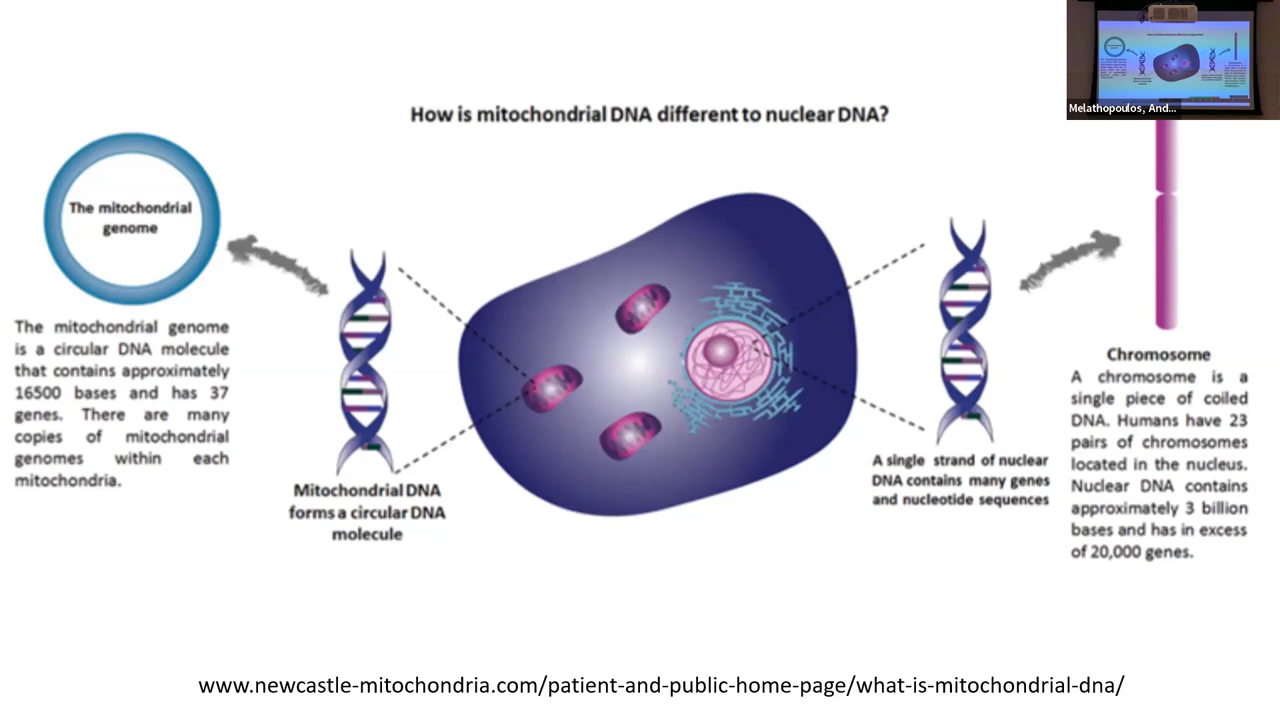 Melathopoulos, And...
How is mitochondrial DNA different to nuclear DNA?
The mitochondrial
genome
The mitochondrial genome
is a circular DNA molecule
that contains approximately
16500 bases and has 37
genes. There are many
copies of mitochondrial
genomes within each
mitochondria.
Mitochondrial DNA
forms a circular DNA
molecule
A single strand of nuclear
DNA contains many genes
and nucleotide sequences
Chromosome
A chromosome is a
single piece of coiled
DNA. Humans have 23
pairs of chromosomes
located in the nucleus.
Nuclear DNA contains
approximately 3 billion
bases and has in excess
of 20,000 genes.
www.newcastle-mitochondria.com/patient-and-public-home-page/what-is-mitochondrial-dna/